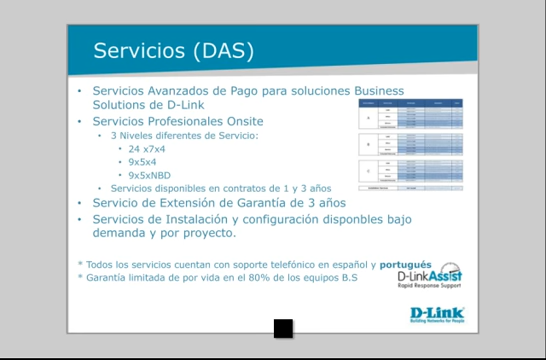 Servicios (DAS)
• Servicios Avanzados de Pago para soluciones Business
Solutions de D-Link
• Servicios Profesionales Onsite
• 3 Niveles diferentes de Servicio:
• 24 x7x4
• 9x5x4
• 9x5xNBD
• Servicios disponibles en contratos de 1 y 3 años
• Servicio de Extensión de Garantía de 3 años
• Servicios de Instalación y configuración disponbles bajo
demanda y por proyecto.
* Todos los servicios cuentan con soporte telefónico en español y portugués
* Garantía limitada de por vida en el 80% de los equipos B.S
D-LinkAssist
Rapid Response Support
D-Link
Building Networks for People